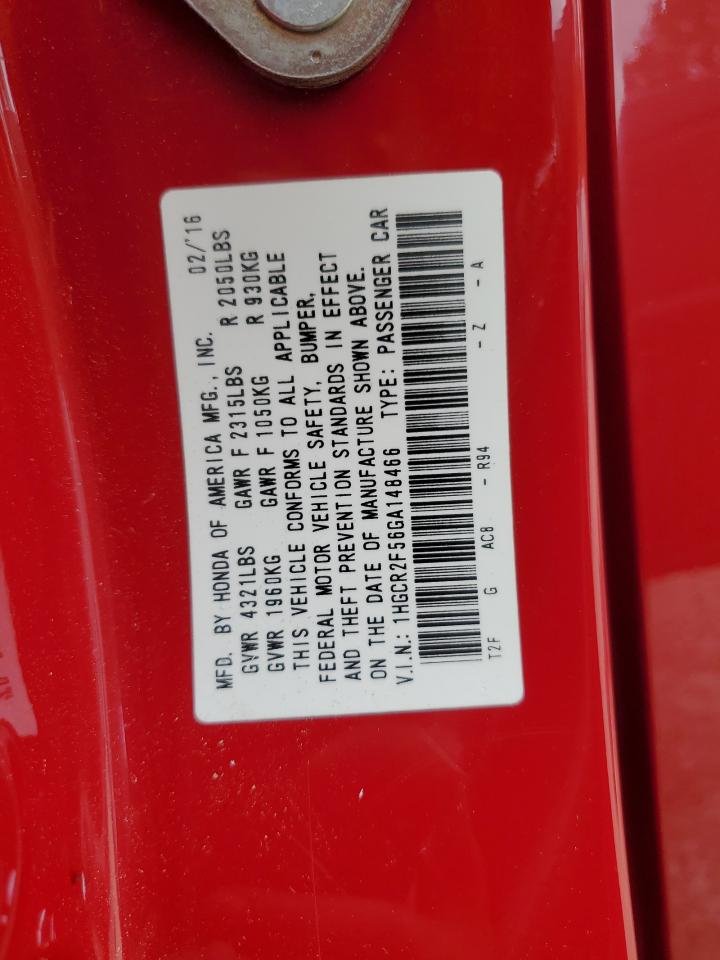 MFD. BY HONDA OF AMERICA MFG., INC. 02/'16
GVWR 4321LBS GAWR F 2315LBS R 2050LBS
GVWR 1960KG GAWR F 1050KG R 930KG
THIS VEHICLE CONFORMS TO ALL APPLICABLE
FEDERAL MOTOR VEHICLE SAFETY, BUMPER,
AND THEFT PREVENTION STANDARDS IN EFFECT
ON THE DATE OF MANUFACTURE SHOWN ABOVE.
V.I.N.: 1HGCR2F56GA148466 TYPE: PASSENGER CAR
T2F G AC8 - R94 - Z - A